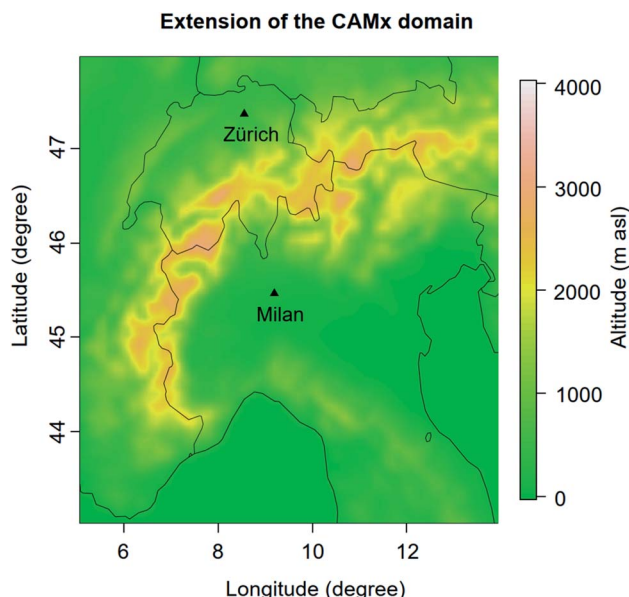 Extension of the CAMx domain
4000
3000
2000
1000
0
Altitude (m asl)
Latitude (degree)
47
46
45
44
Zürich
Milan
6 8 10 12
Longitude (degree)